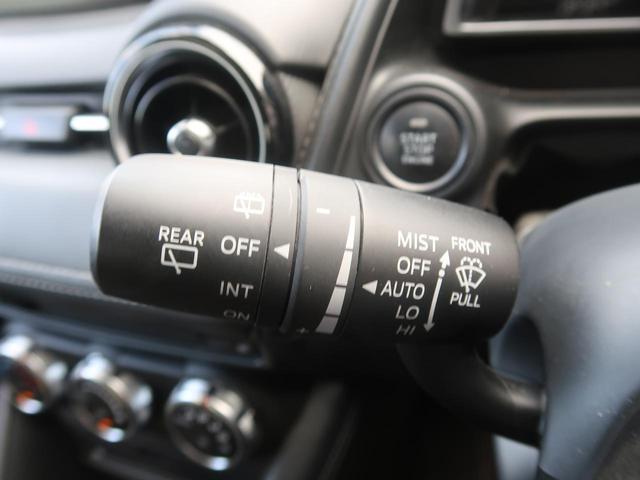 START
STOP
ENGINE
REAR
OFF
INT
ON
−
+
MIST
OFF
AUTO
LO
HI
FRONT
PULL